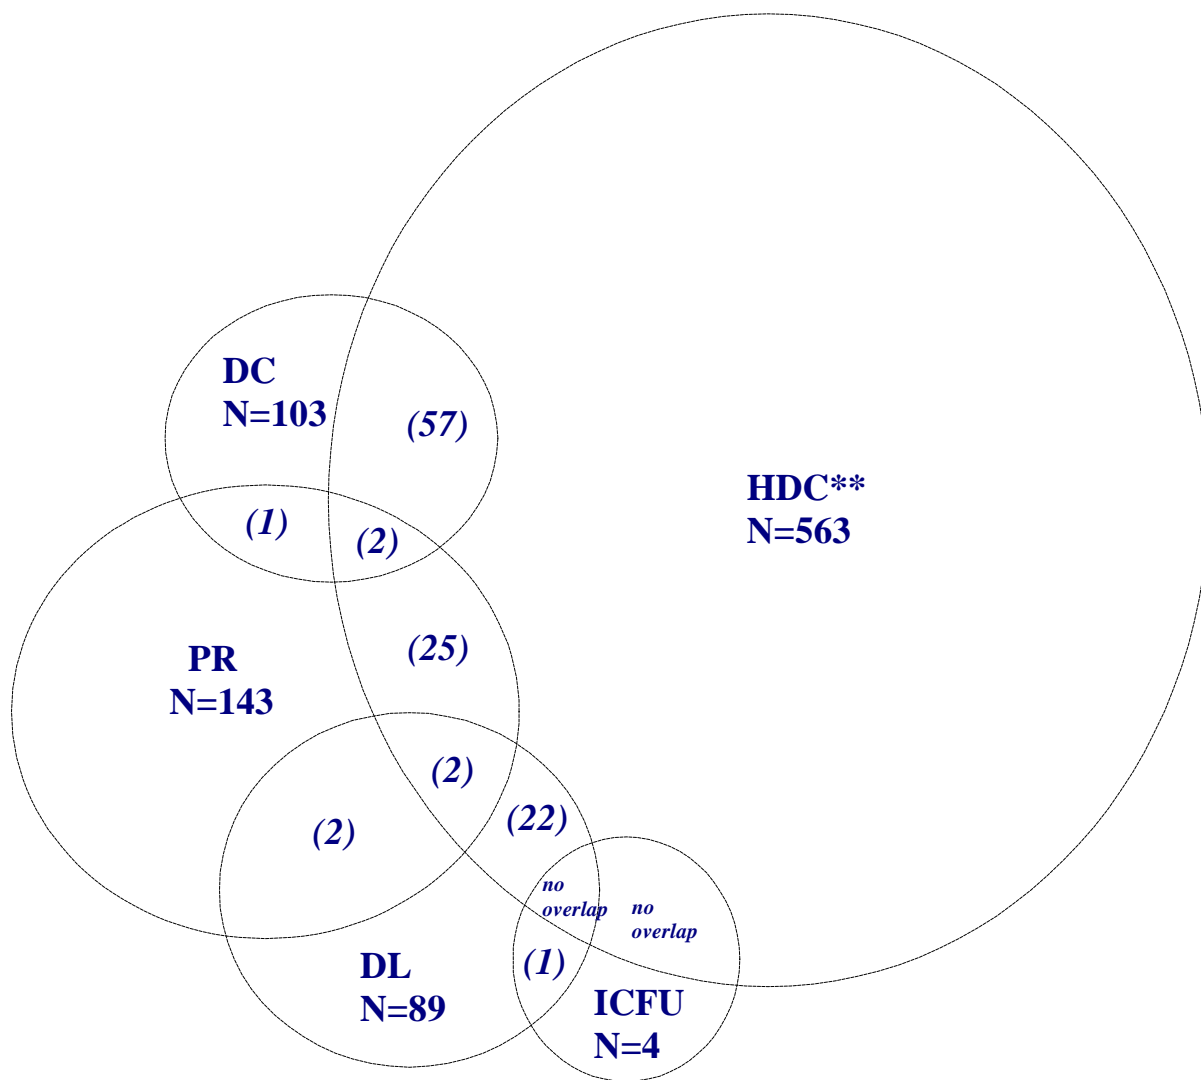 DC
N=103
(57)
HDC**
N=563
(1)
(2)
PR
N=143
(25)
(2)
(2)
(22)
no
overlap
no
overlap
DL
N=89
(1)
ICFU
N=4